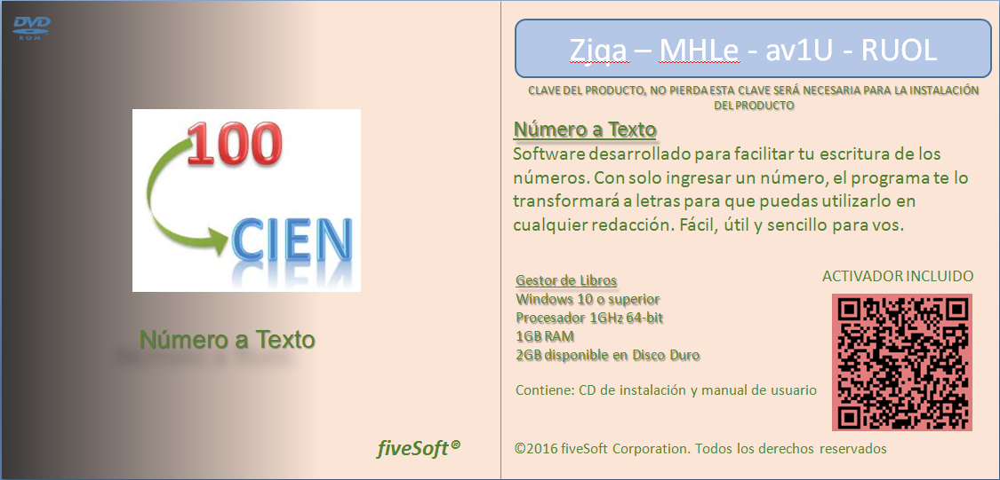 DVD
ROM
100
CIEN
Número a Texto
fiveSoft®
Zjqa – MHLe - av1U - RUOL
CLAVE DEL PRODUCTO, NO PIERDA ESTA CLAVE SERÁ NECESARIA PARA LA INSTALACIÓN
DEL PRODUCTO
Número a Texto
Software desarrollado para facilitar tu escritura de los
números. Con solo ingresar un número, el programa te lo
transformará a letras para que puedas utilizarlo en
cualquier redacción. Fácil, útil y sencillo para vos.
Gestor de Libros
Windows 10 o superior
Procesador 1GHz 64-bit
1GB RAM
2GB disponible en Disco Duro
Contiene: CD de instalación y manual de usuario
ACTIVADOR INCLUIDO
©2016 fiveSoft Corporation. Todos los derechos reservados